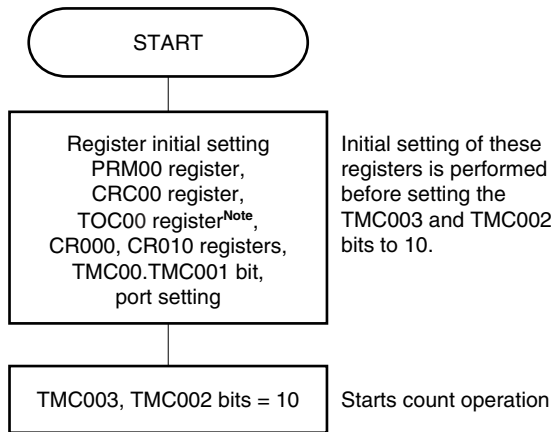 START
Register initial setting
PRM00 register,
CRC00 register,
TOC00 registerNote,
CR000, CR010 registers,
TMC00.TMC001 bit,
port setting
Initial setting of these
registers is performed
before setting the
TMC003 and TMC002
bits to 10.
TMC003, TMC002 bits = 10
Starts count operation